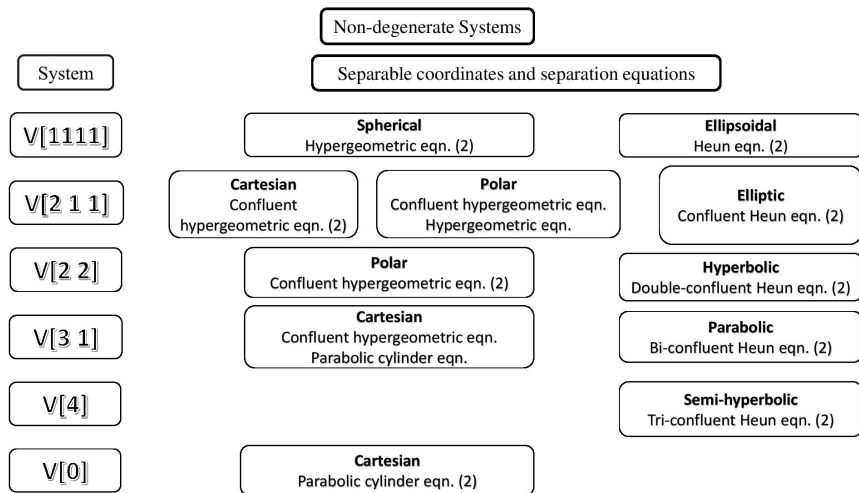 Non-degenerate Systems
System
Separable coordinates and separation equations
V[1111]
Spherical
Hypergeometric eqn. (2)
Ellipsoidal
Heun eqn. (2)
V[2 1 1]
Cartesian
Confluent
hypergeometric eqn. (2)
Polar
Confluent hypergeometric eqn.
Hypergeometric eqn.
Elliptic
Confluent Heun eqn. (2)
V[2 2]
Polar
Confluent hypergeometric eqn. (2)
Hyperbolic
Double-confluent Heun eqn. (2)
V[3 1]
Cartesian
Confluent hypergeometric eqn.
Parabolic cylinder eqn.
Parabolic
Bi-confluent Heun eqn. (2)
V[4]
Semi-hyperbolic
Tri-confluent Heun eqn. (2)
V[0]
Cartesian
Parabolic cylinder eqn. (2)